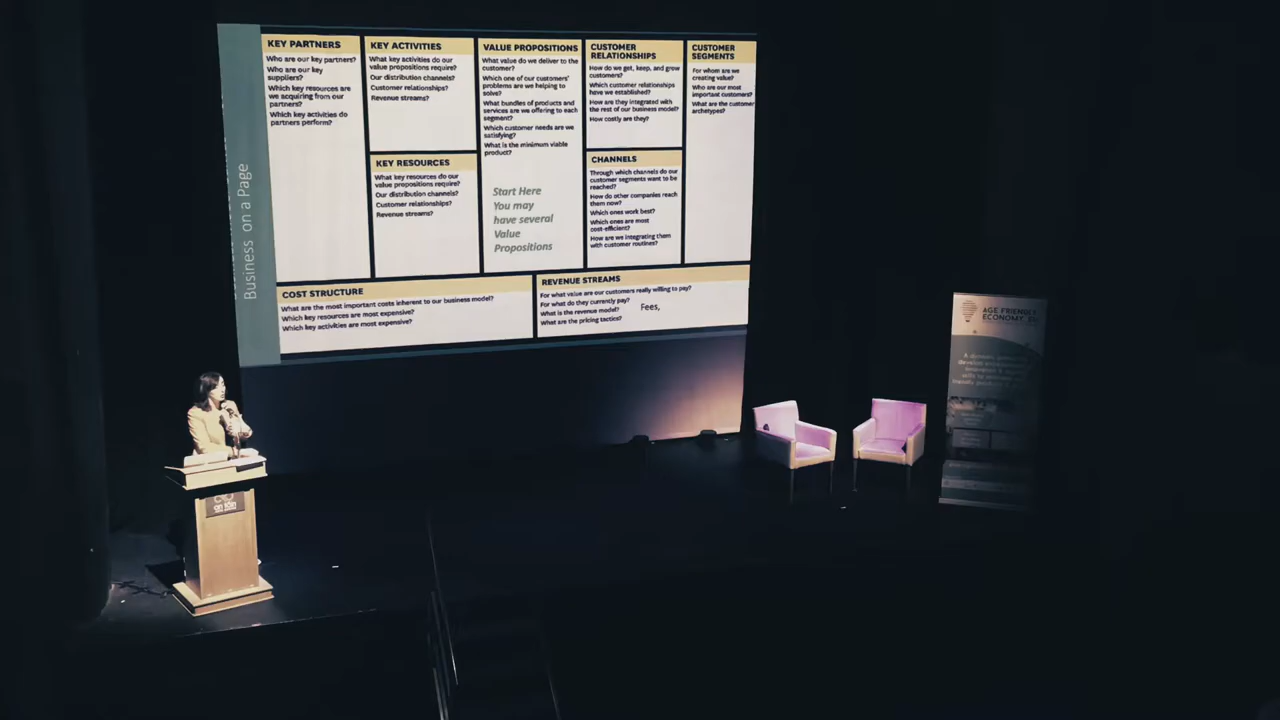 Business on a Page
KEY PARTNERS
Who are our key partners?
Who are our key
suppliers?
Which key resources are
we acquiring from our
partners?
Which key activities do
partners perform?
KEY ACTIVITIES
What key activities do our
value propositions require?
Our distribution channels?
Customer relationships?
Revenue streams?
KEY RESOURCES
What key resources do our
value propositions require?
Our distribution channels?
Customer relationships?
Revenue streams?
VALUE PROPOSITIONS
What value do we deliver to the
customer?
Which one of our customers'
problems are we helping to
solve?
What bundles of products and
services are we offering to each
segment?
Which customer needs are we
satisfying?
What is the minimum viable
product?
Start Here
You may
have several
Value
Propositions
CUSTOMER
RELATIONSHIPS
How do we get, keep, and grow
customers?
Which customer relationships
have we established?
How are they integrated with
the rest of our business model?
How costly are they?
CHANNELS
Through which channels do our
customer segments want to be
reached?
How do other companies reach
them now?
Which ones work best?
Which ones are most
cost-efficient?
How are we integrating them
with customer routines?
CUSTOMER
SEGMENTS
For whom are we
creating value?
Who are our most
important customers?
What are the customer
archetypes?
COST STRUCTURE
What are the most important costs inherent to our business model?
Which key resources are most expensive?
Which key activities are most expensive?
REVENUE STREAMS
For what value are our customers really willing to pay?
For what do they currently pay?
What is the revenue model?
What are the pricing tactics?
Fees,
AGE FRIENDLY
ECONOMY